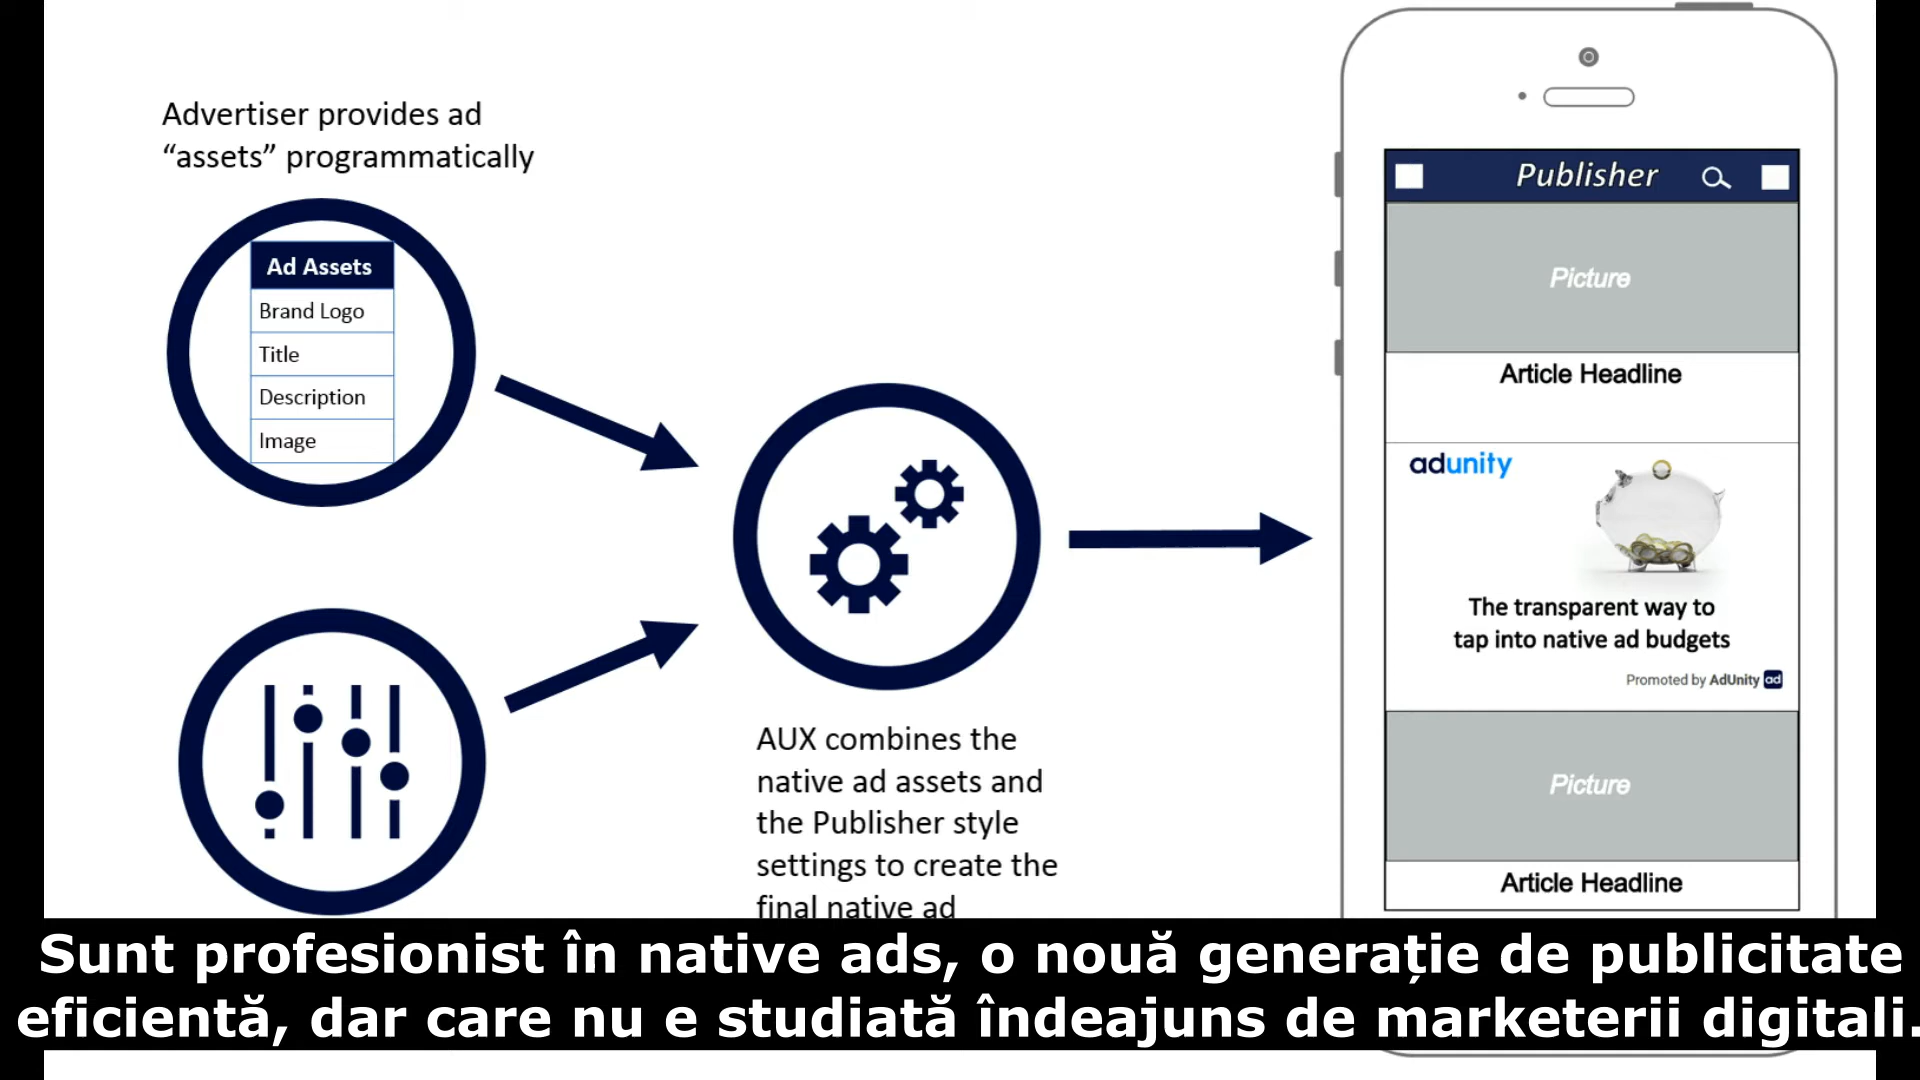 Advertiser provides ad
“assets” programmatically
Ad Assets
Brand Logo
Title
Description
Image
AUX combines the
native ad assets and
the Publisher style
settings to create the
final native ad
Publisher
Picture
Article Headline
adunity
The transparent way to
tap into native ad budgets
Promoted by AdUnity ad
Picture
Article Headline
Sunt profesionist în native ads, o nouă generație de publicitate
eficientă, dar care nu e studiată îndeajuns de marketerii digitali.